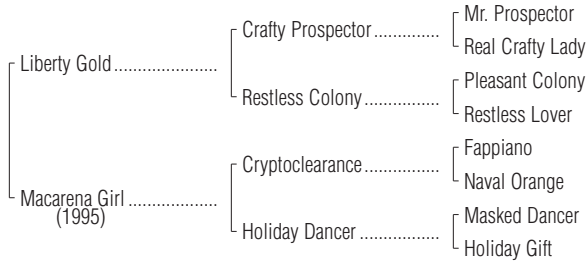 Mr. Prospector
Crafty Prospector ..............
Real Crafty Lady
Liberty Gold ......................
Pleasant Colony
Restless Colony ................
Restless Lover
Fappiano
Cryptoclearance ................
Naval Orange
Macarena Girl ...................
(1995)
Masked Dancer
Holiday Dancer .................
Holiday Gift